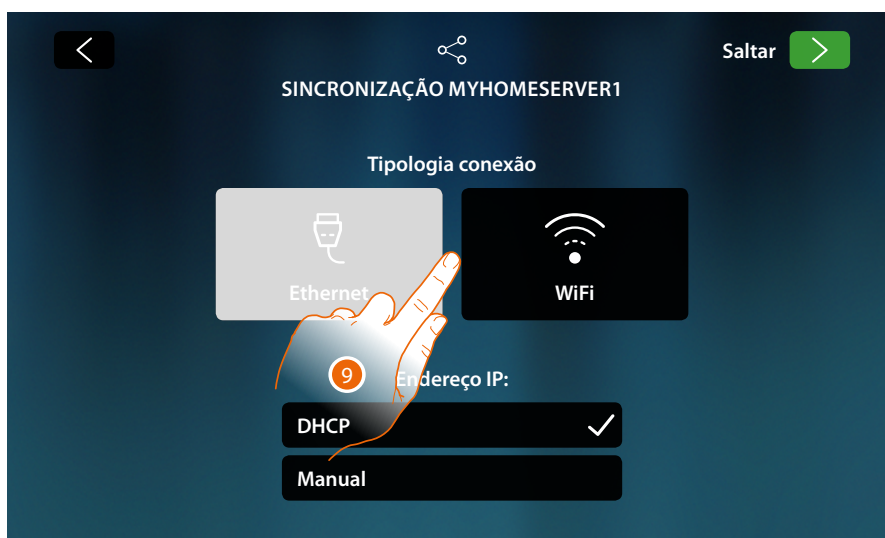 Saltar
SINCRONIZAÇÃO MYHOMESERVER1
Tipologia conexão
Ethernet
WiFi
9
Endereço IP:
DHCP
Manual